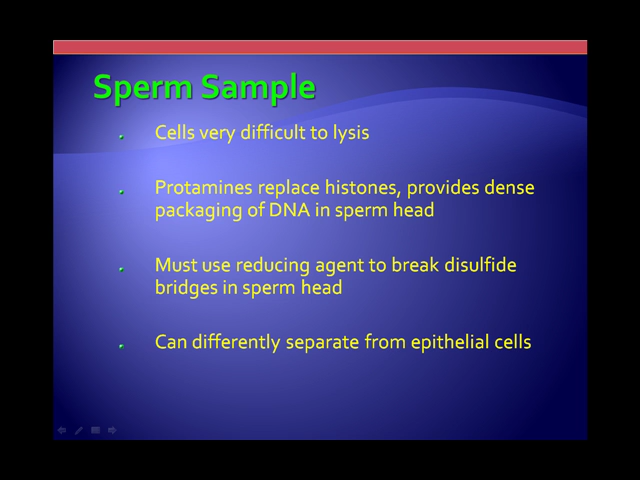 Sperm Sample
Cells very difficult to lysis
Protamines replace histones, provides dense
packaging of DNA in sperm head
Must use reducing agent to break disulfide
bridges in sperm head
Can differently separate from epithelial cells